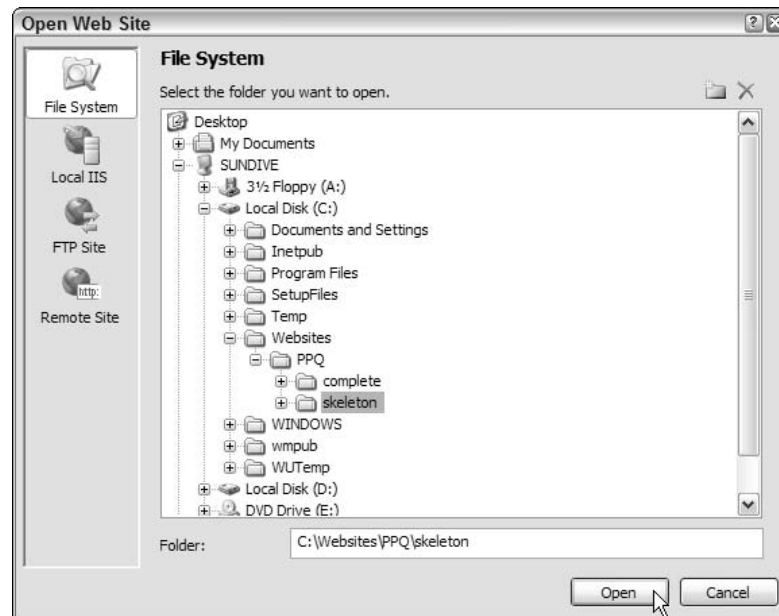 Open Web Site
File System
Select the folder you want to open.
File System
Local IIS
FTP Site
http:
Remote Site
Desktop
My Documents
SUNDIVE
3½ Floppy (A:)
Local Disk (C:)
Documents and Settings
Inetpub
Program Files
SetupFiles
Temp
Websites
PPQ
complete
skeleton
WINDOWS
wmpub
WUTemp
Local Disk (D:)
DVD Drive (E:)
Folder: C:\Websites\PPQ\skeleton
Open Cancel